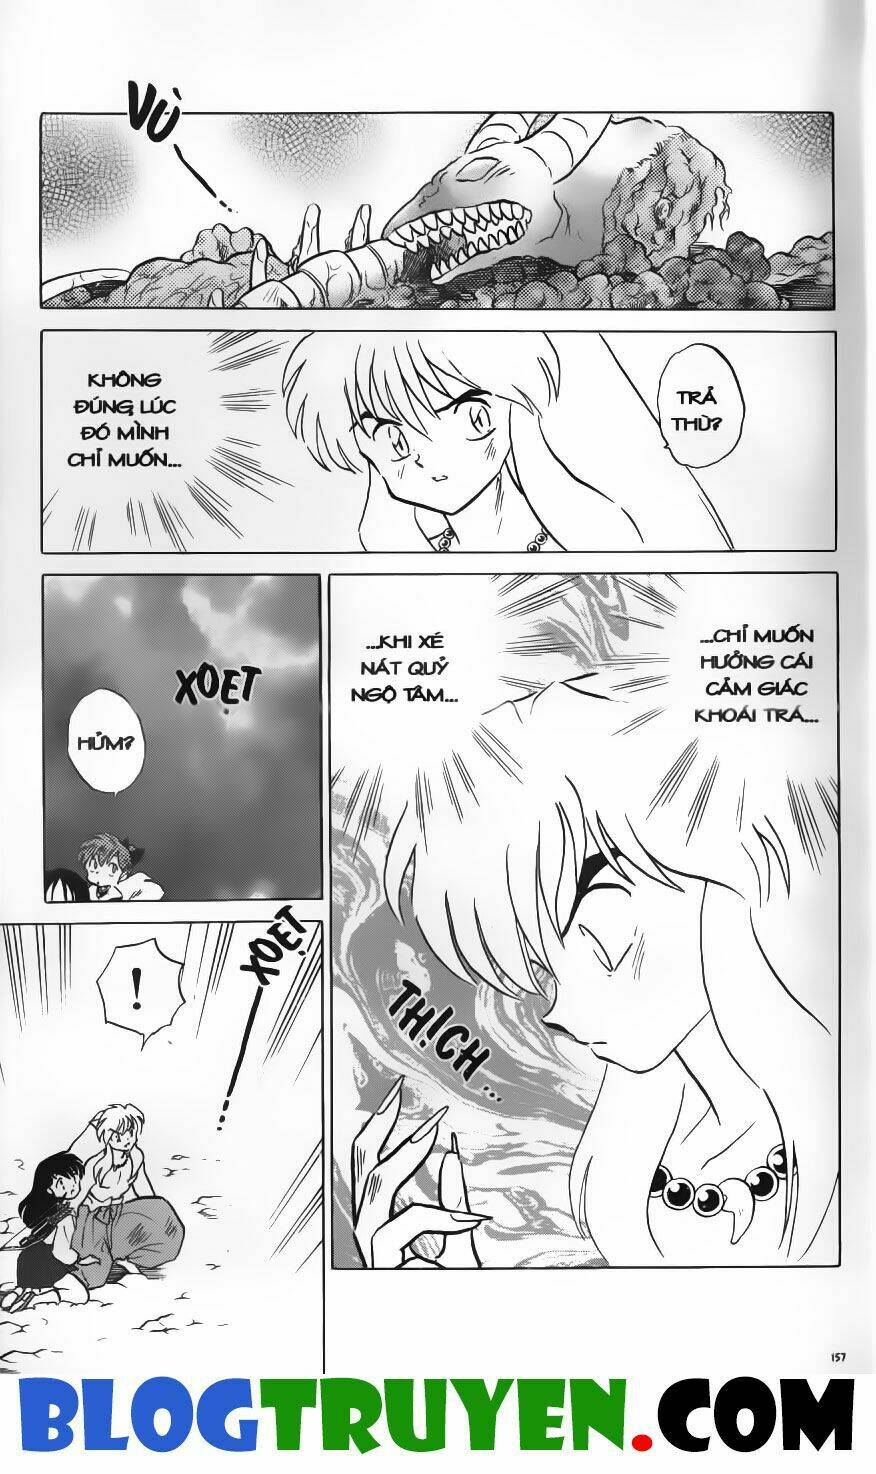 VÙ
TRẢ
THÙ?
KHÔNG
ĐÚNG, LÚC
ĐÓ MÌNH
CHỈ MUỐN...
...CHỈ MUỐN
HƯỞNG CÁI
CẢM GIÁC
KHOÁI TRÁ...
...KHI XÉ
NÁT QUỶ
NGỘ TÂM...
THỊCH...
XOẸT
HỬM?
XOẸT
!
157
BLOGTRUYEN.COM